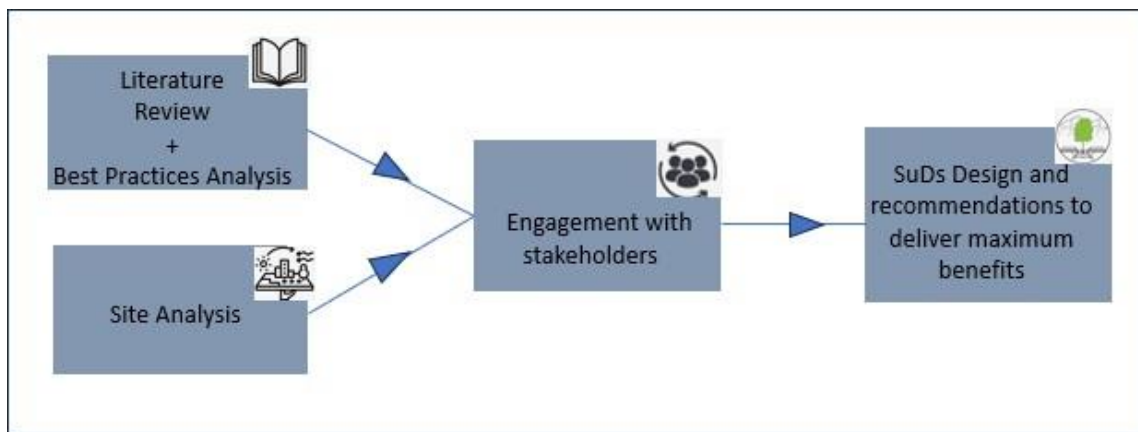 Literature
Review
+
Best Practices Analysis
Site Analysis
Engagement with
stakeholders
SuDs Design and
recommendations to
deliver maximum
benefits